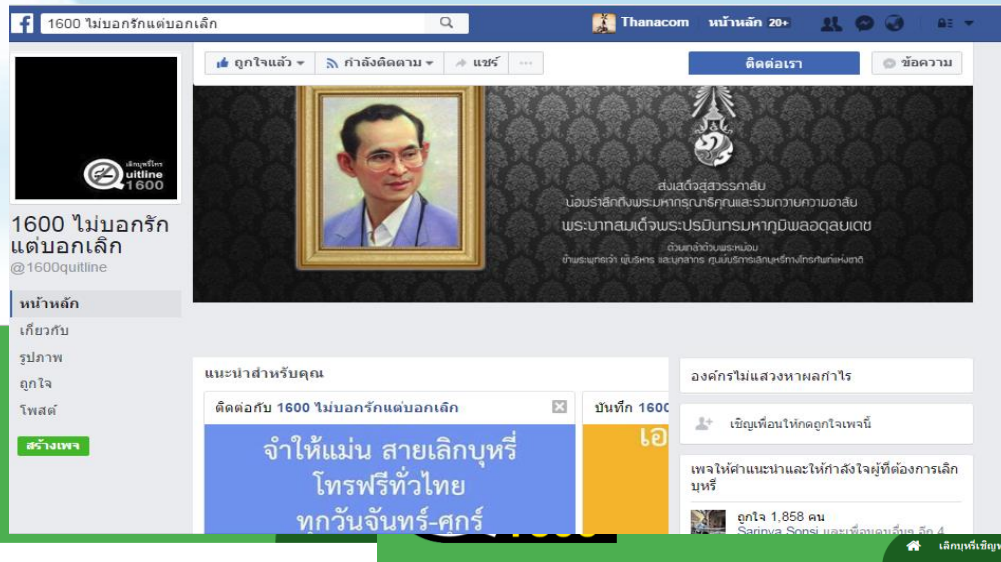 1600 ไม่บอกรักแต่บอกเลิก
Thanacom หน้าหลัก 20+
ถูกใจแล้ว กำลังติดตาม แชร์ ติดต่อเรา ข้อความ
เลิกบุหรี่โทร
Quitline
1600
ส่งเสด็จสู่สวรรคาลัย
น้อมรำลึกถึงพระมหากรุณาธิคุณและรวมถวายความอาลัย
พระบาทสมเด็จพระปรมินทรมหาภูมิพลอดุลยเดช
ด้วยเกล้าด้วยกระหม่อม
ข้าพระพุทธเจ้า ผู้บริหาร และบุคลากร ศูนย์บริการเลิกบุหรี่ทางโทรศัพท์แห่งชาติ
1600 ไม่บอกรัก
แต่บอกเลิก
@1600quitline
หน้าหลัก
เกี่ยวกับ
รูปภาพ
ถูกใจ
โพสต์
สร้างเพจ
แนะนำสำหรับคุณ
ติดต่อกับ 1600 ไม่บอกรักแต่บอกเลิก
จำให้แม่น สายเลิกบุหรี่
โทรฟรีทั่วไทย
ทุกวันจันทร์-ศุกร์
บันทึก 1600
เอ
องค์กรไม่แสวงหาผลกำไร
เชิญเพื่อนให้กดถูกใจเพจนี้
เพจให้คำแนะนำและให้กำลังใจผู้ที่ต้องการเลิก
บุหรี่
ถูกใจ 1,858 คน
Sarinya Sonsi และเพื่อนคนอื่นๆ อีก 4